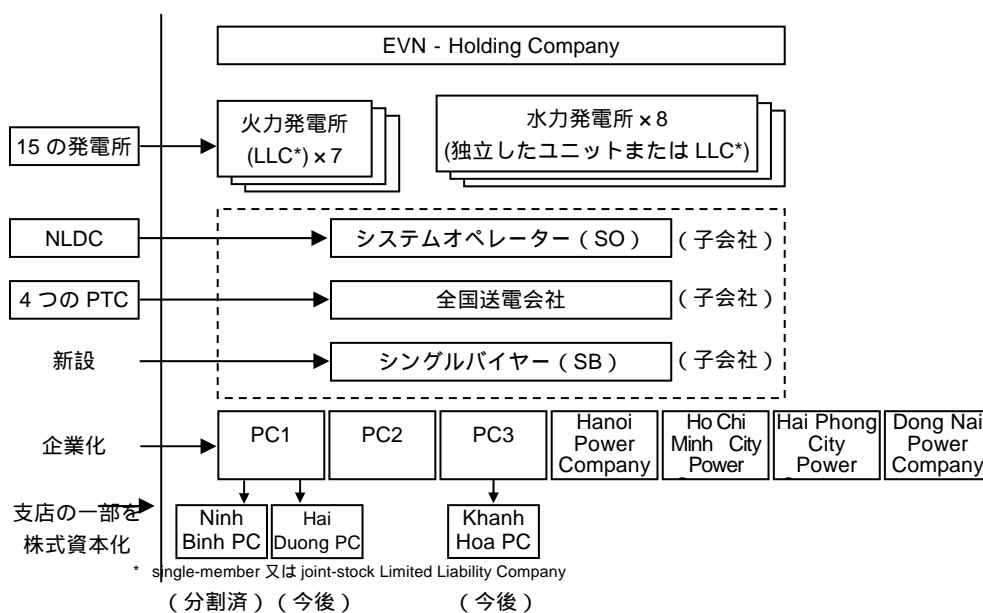 EVN - Holding Company
15 の発電所
火力発電所
(LLC*) × 7
水力発電所 × 8
(独立したユニットまたは LLC*)
NLDC
システムオペレーター（SO）
（子会社）
4 つの PTC
全国送電会社
（子会社）
新設
シングルバイヤー（SB）
（子会社）
企業化
PC1
PC2
PC3
Hanoi
Power
Company
Ho Chi
Minh City
Power
Hai Phong
City
Power
Dong Nai
Power
Company
支店の一部を
株式資本化
Ninh
Binh PC
Hai
Duong PC
Khanh
Hoa PC
* single-member 又は joint-stock Limited Liability Company
（分割済）
（今後）
（今後）